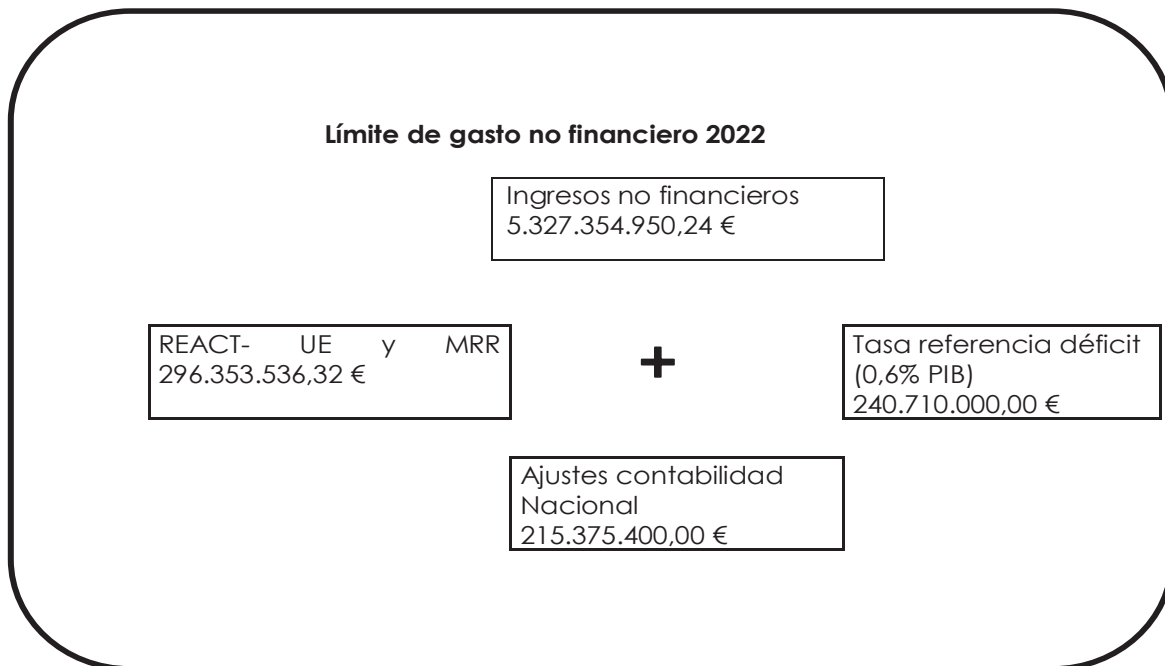 Límite de gasto no financiero 2022
Ingresos no financieros
5.327.354.950,24 €
REACT- UE y MRR
296.353.536,32 €
+
Tasa referencia déficit
(0,6% PIB)
240.710.000,00 €
Ajustes contabilidad
Nacional
215.375.400,00 €